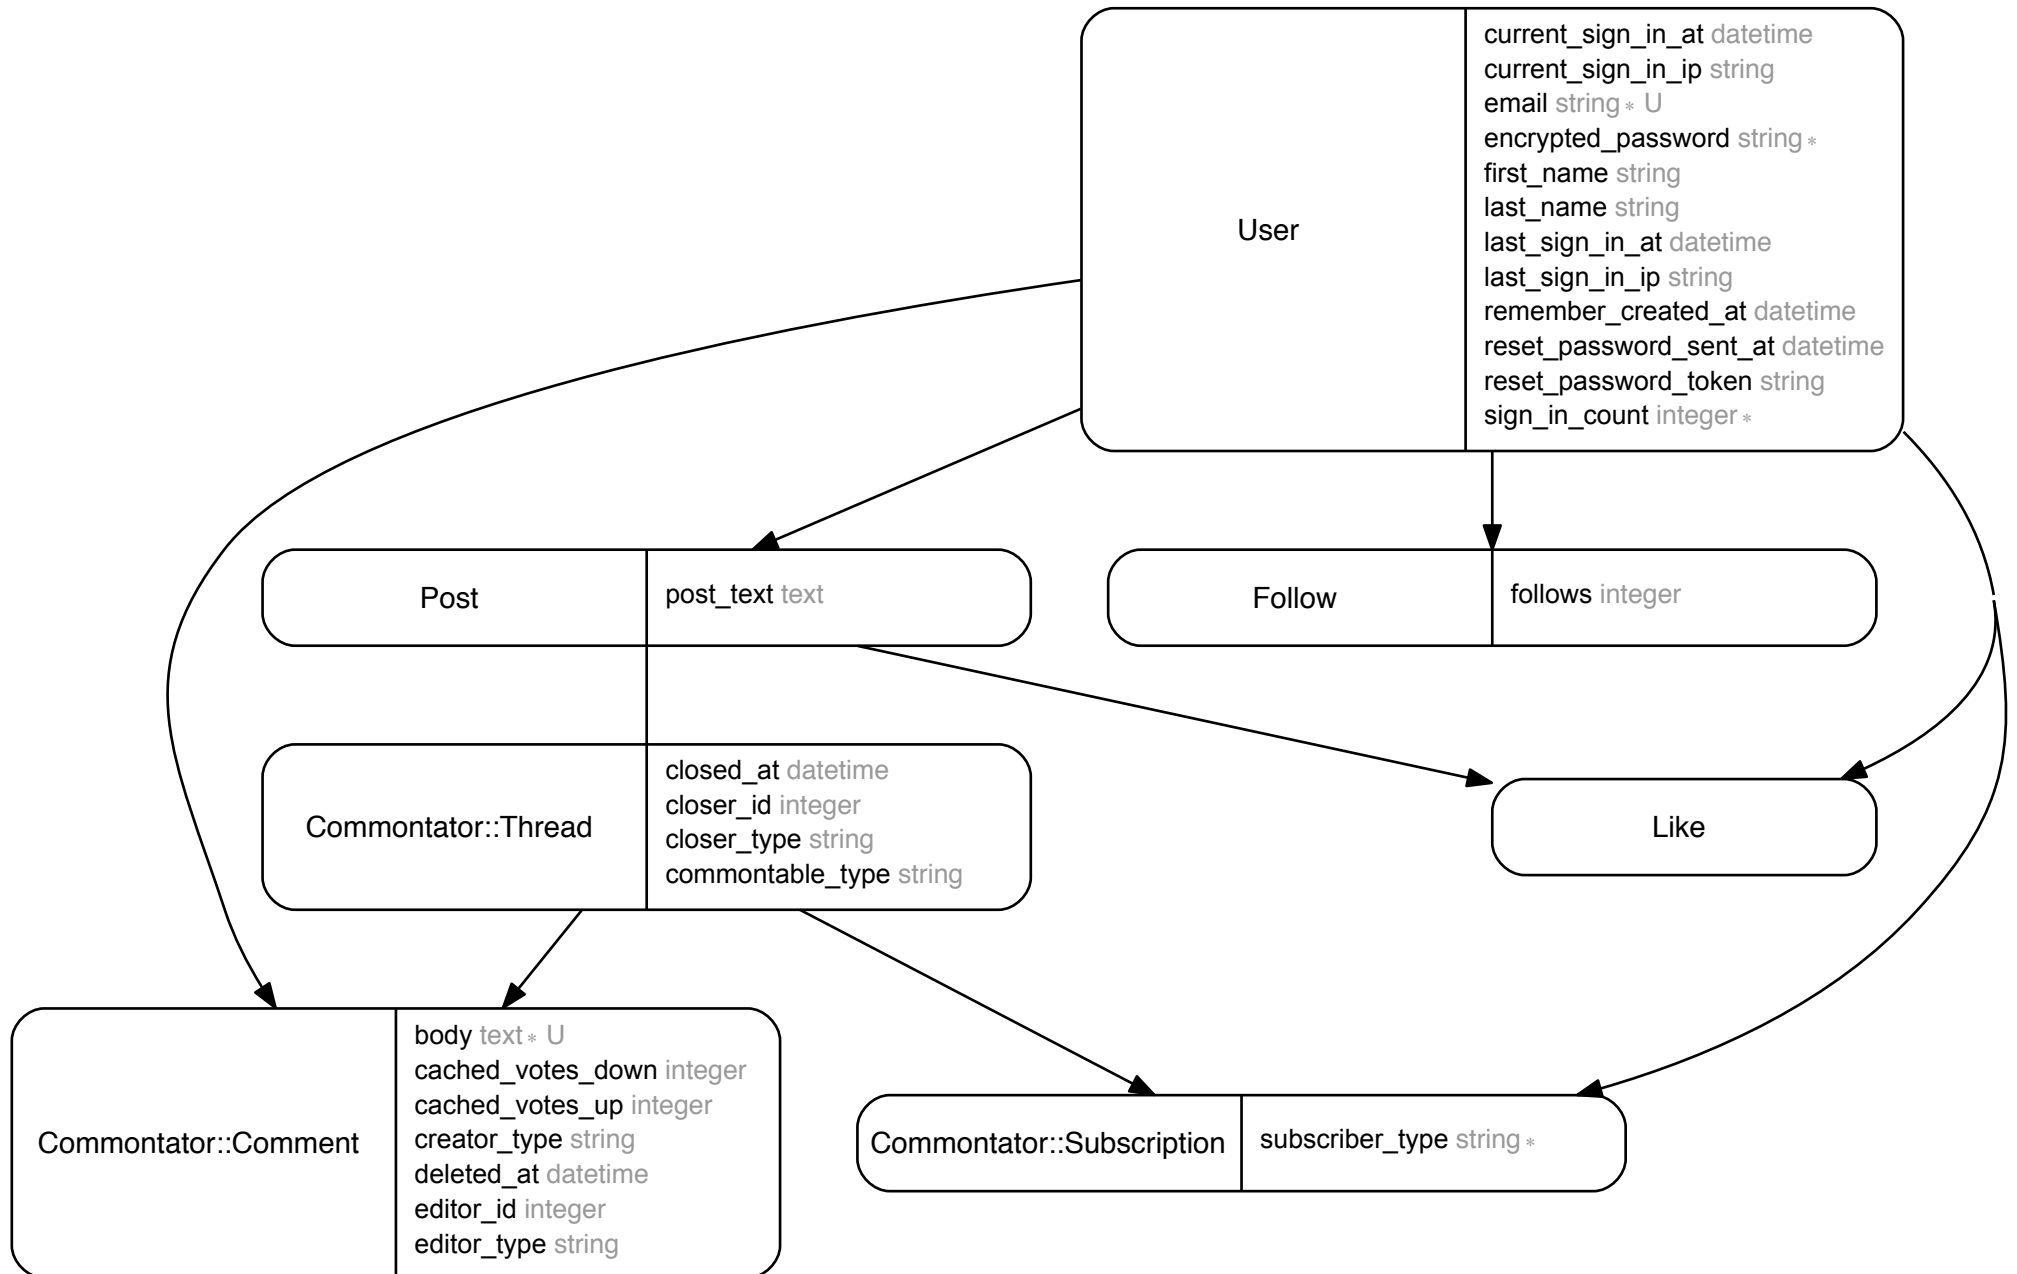 User
current_sign_in_at datetime
current_sign_in_ip string
email string∗ U
encrypted_password string∗
first_name string
last_name string
last_sign_in_at datetime
last_sign_in_ip string
remember_created_at datetime
reset_password_sent_at datetime
reset_password_token string
sign_in_count integer∗
Post
post_text text
Follow
follows integer
Commontator::Thread
closed_at datetime
closer_id integer
closer_type string
commontable_type string
Like
Commontator::Comment
body text∗ U
cached_votes_down integer
cached_votes_up integer
creator_type string
deleted_at datetime
editor_id integer
editor_type string
Commontator::Subscription
subscriber_type string∗